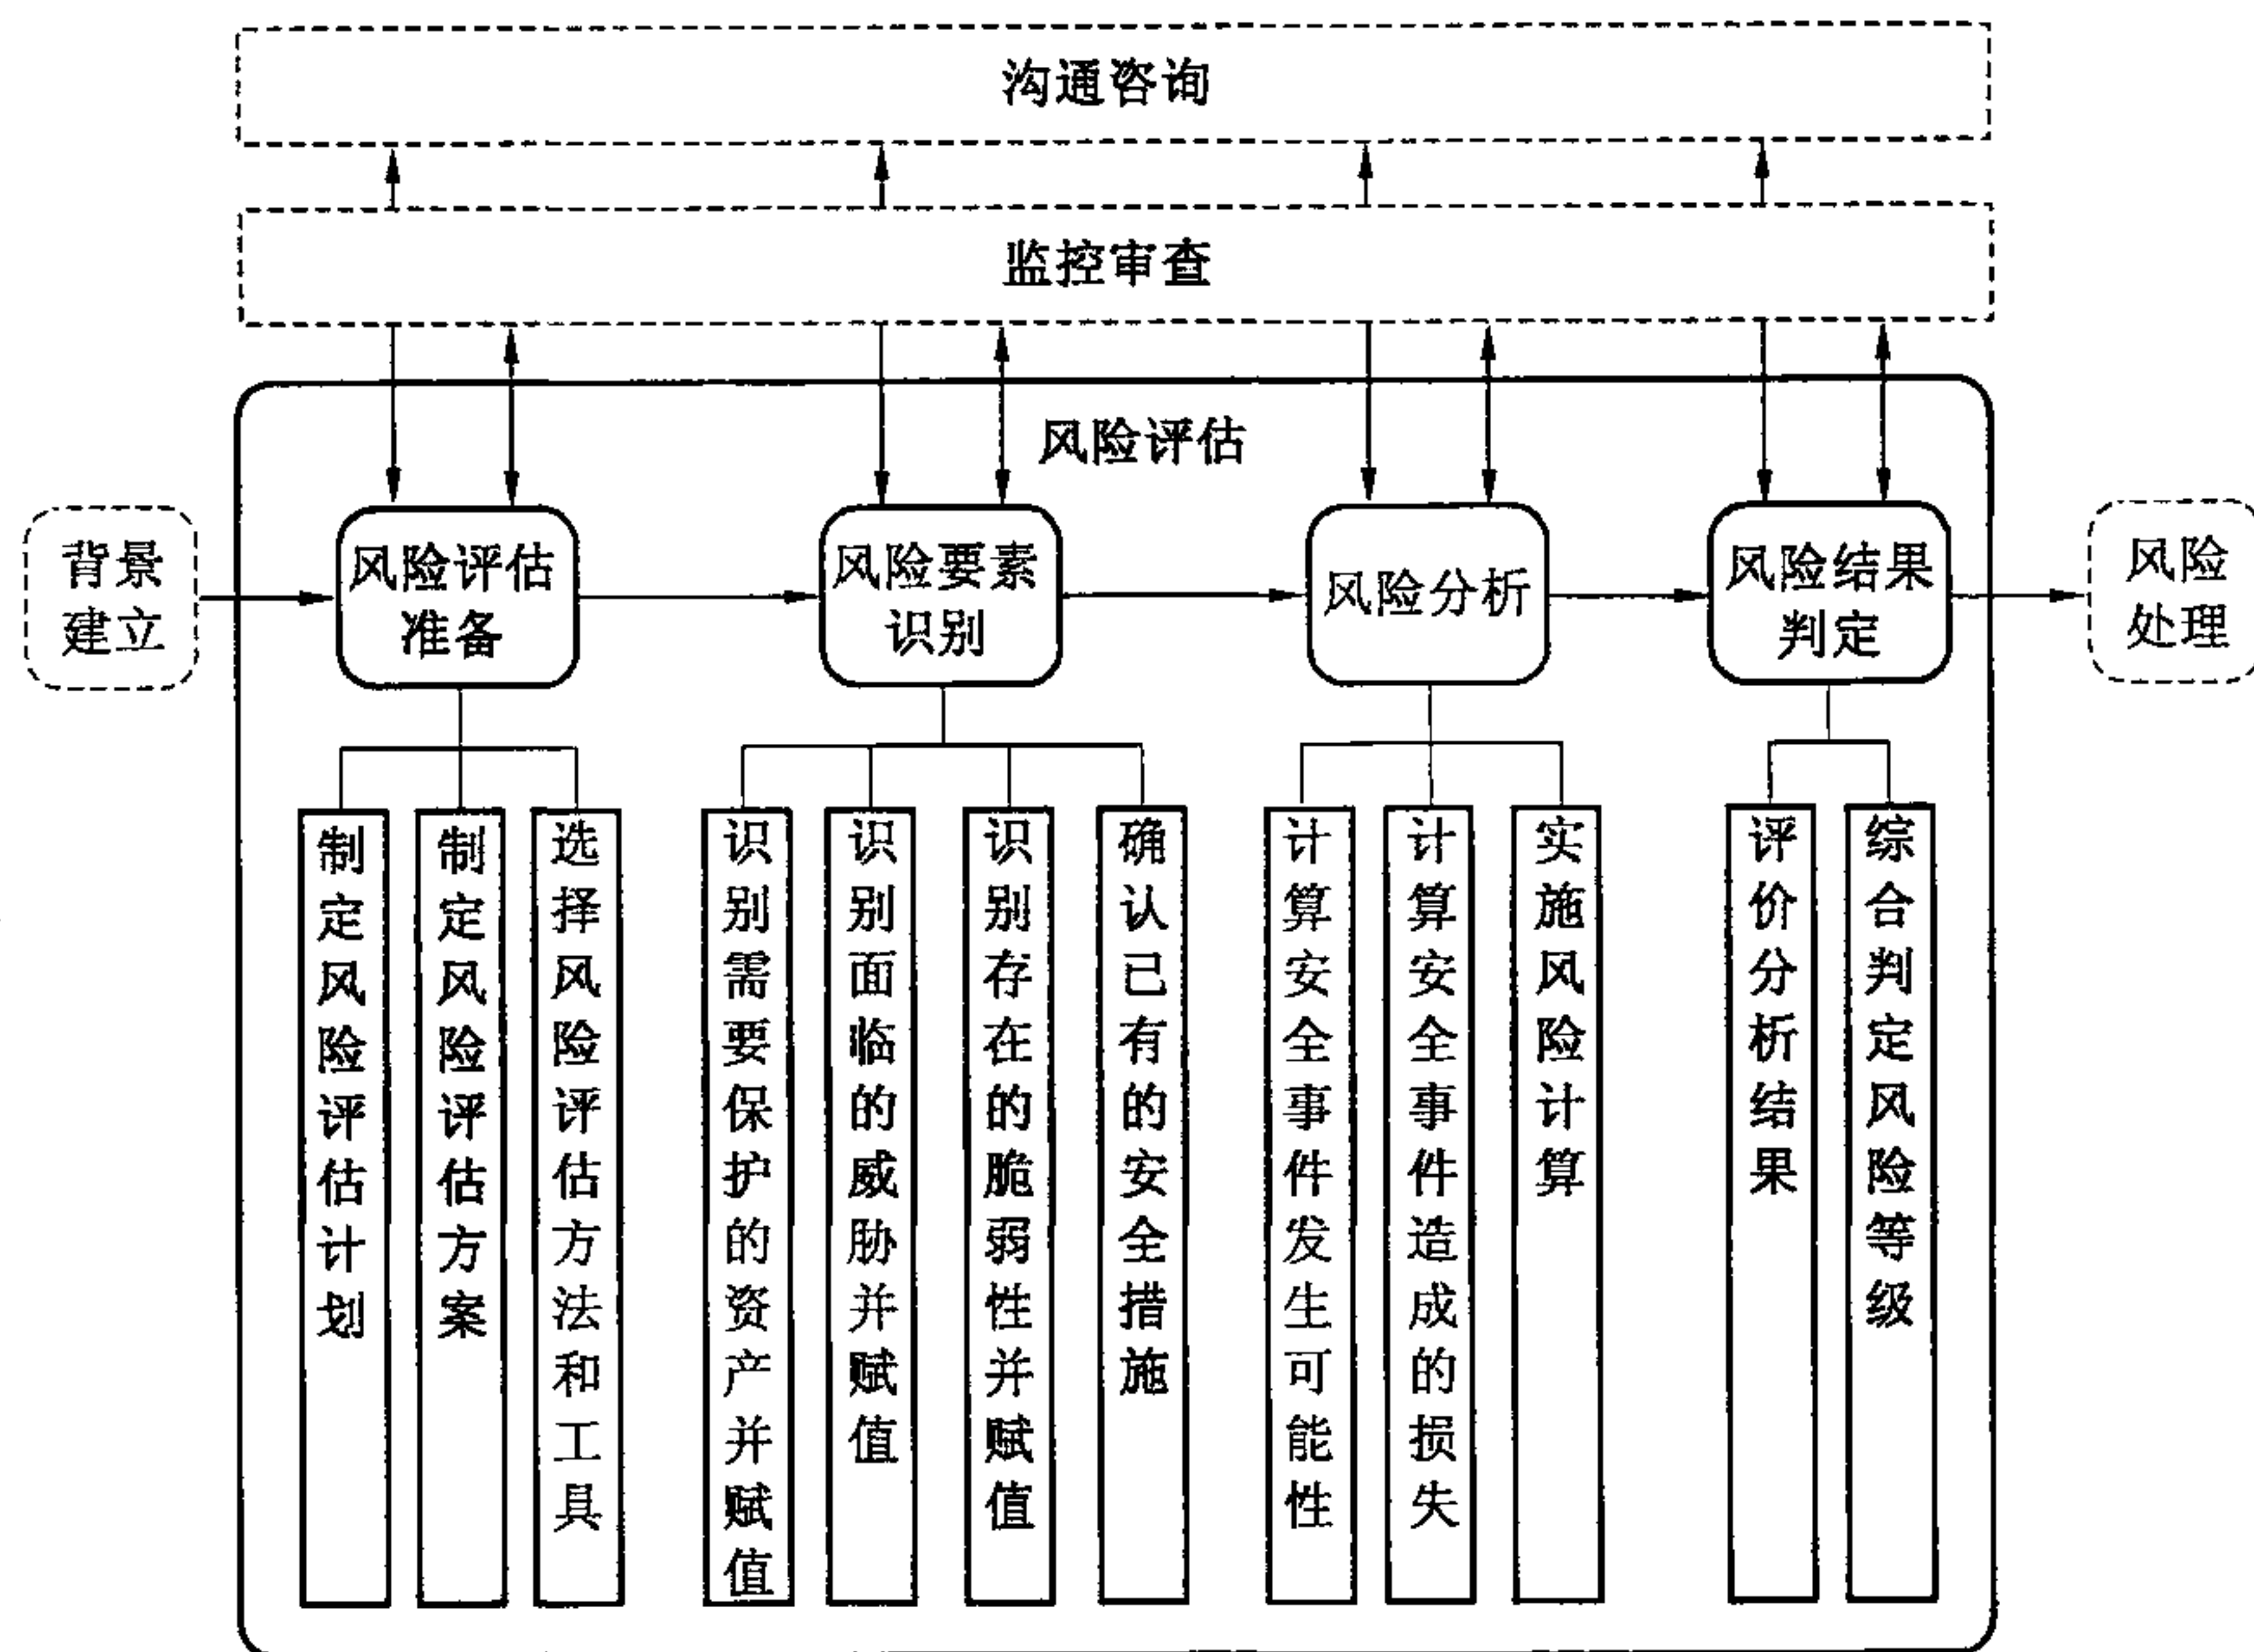 沟通咨询
监控审查
风险评估
背景
建立
风险评估
准备
风险要素
识别
风险分析
风险结果
判定
风险
处理
制定风险评估计划
制定风险评估方案
选择风险评估方法和工具
识别需要保护的资产并赋值
识别面临的威胁并赋值
识别存在的脆弱性并赋值
确认已有的安全措施
计算安全事件发生可能性
计算安全事件造成的损失
实施风险计算
评价分析结果
综合判定风险等级